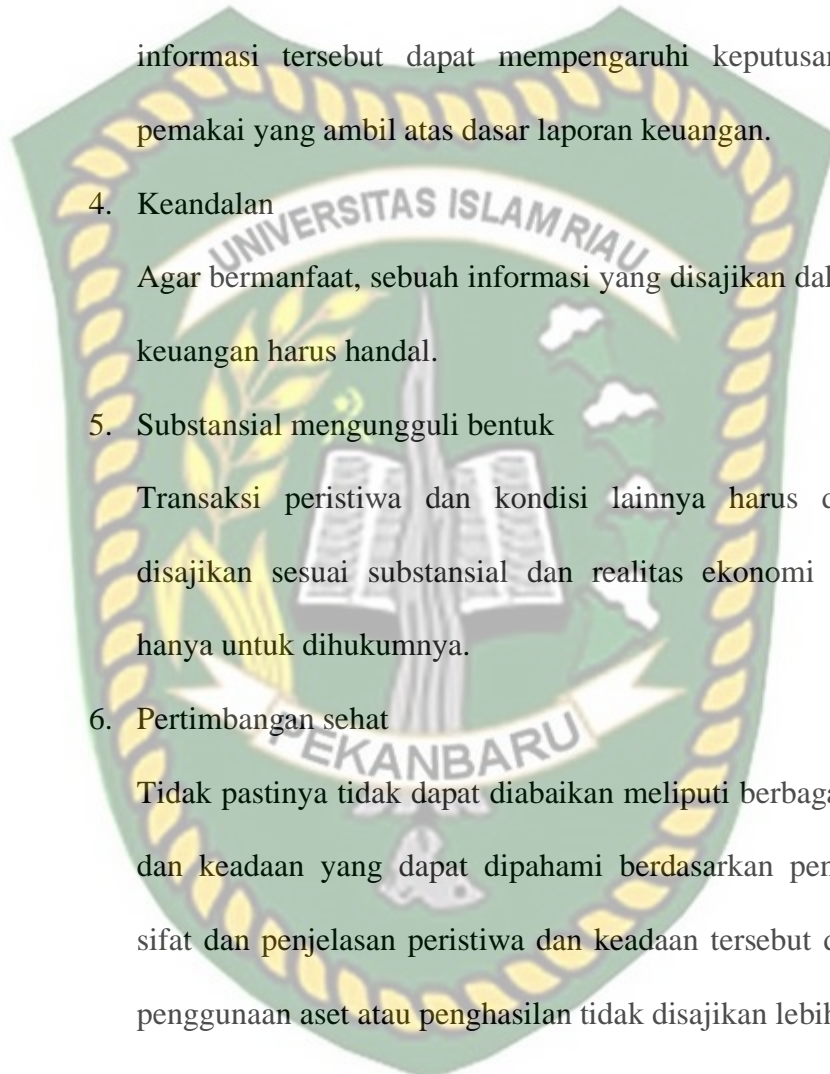 informasi tersebut dapat mempengaruhi keputusan
pemakai yang ambil atas dasar laporan keuangan.
4. Keandalan
UNIVERSITAS ISLAM RIAU
Agar bermanfaat, sebuah informasi yang disajikan
keuangan harus handal.
5. Substansial mengungguli bentuk
Transaksi peristiwa dan kondisi lainnya harus
disajikan sesuai substansial dan realitas ekonomi
hanya untuk dihukumnya.
6. Pertimbangan sehat
PEKANBARU
Tidak pastinya tidak dapat diabaikan meliputi
dan keadaan yang dapat dipahami berdasarkan
sifat dan penjelasan peristiwa dan keadaan tersebut
penggunaan aset atau penghasilan tidak disajikan lebih